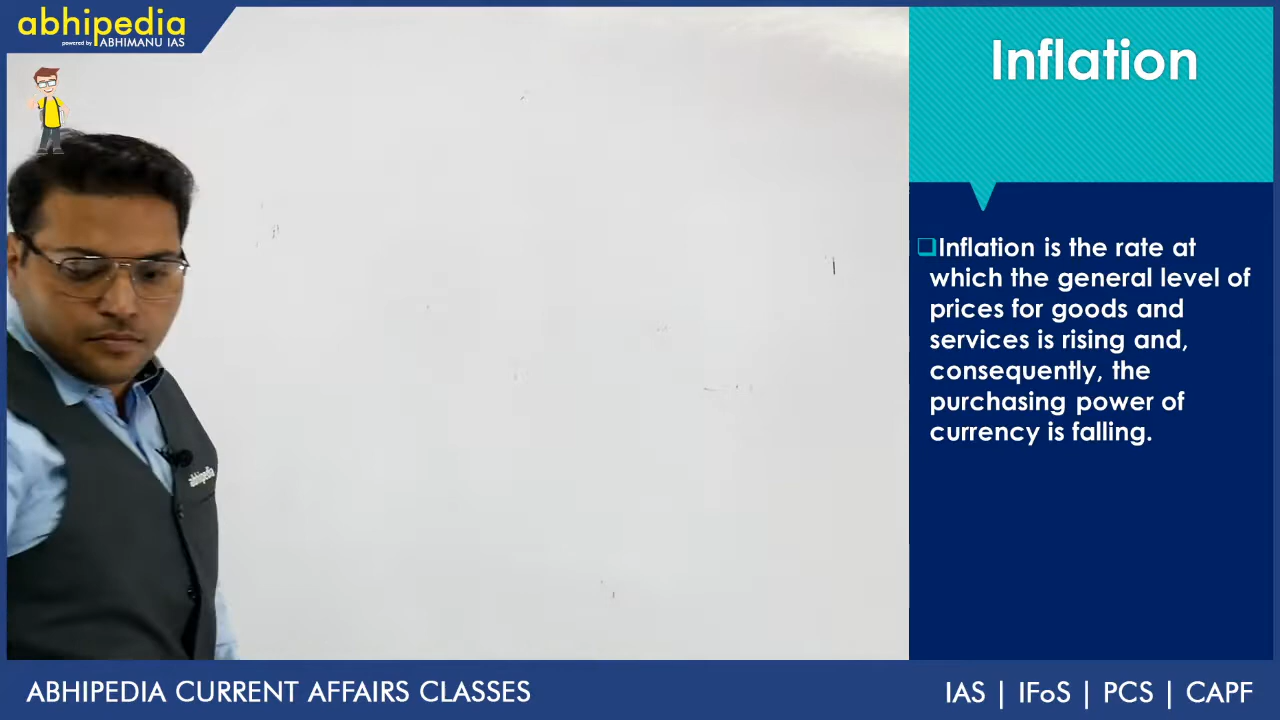 abhipedia
powered by ABHIMANU IAS
Inflation
Inflation is the rate at
which the general level of
prices for goods and
services is rising and,
consequently, the
purchasing power of
currency is falling.
abhipedia
ABHIPEDIA CURRENT AFFAIRS CLASSES
IAS | IFoS | PCS | CAPF